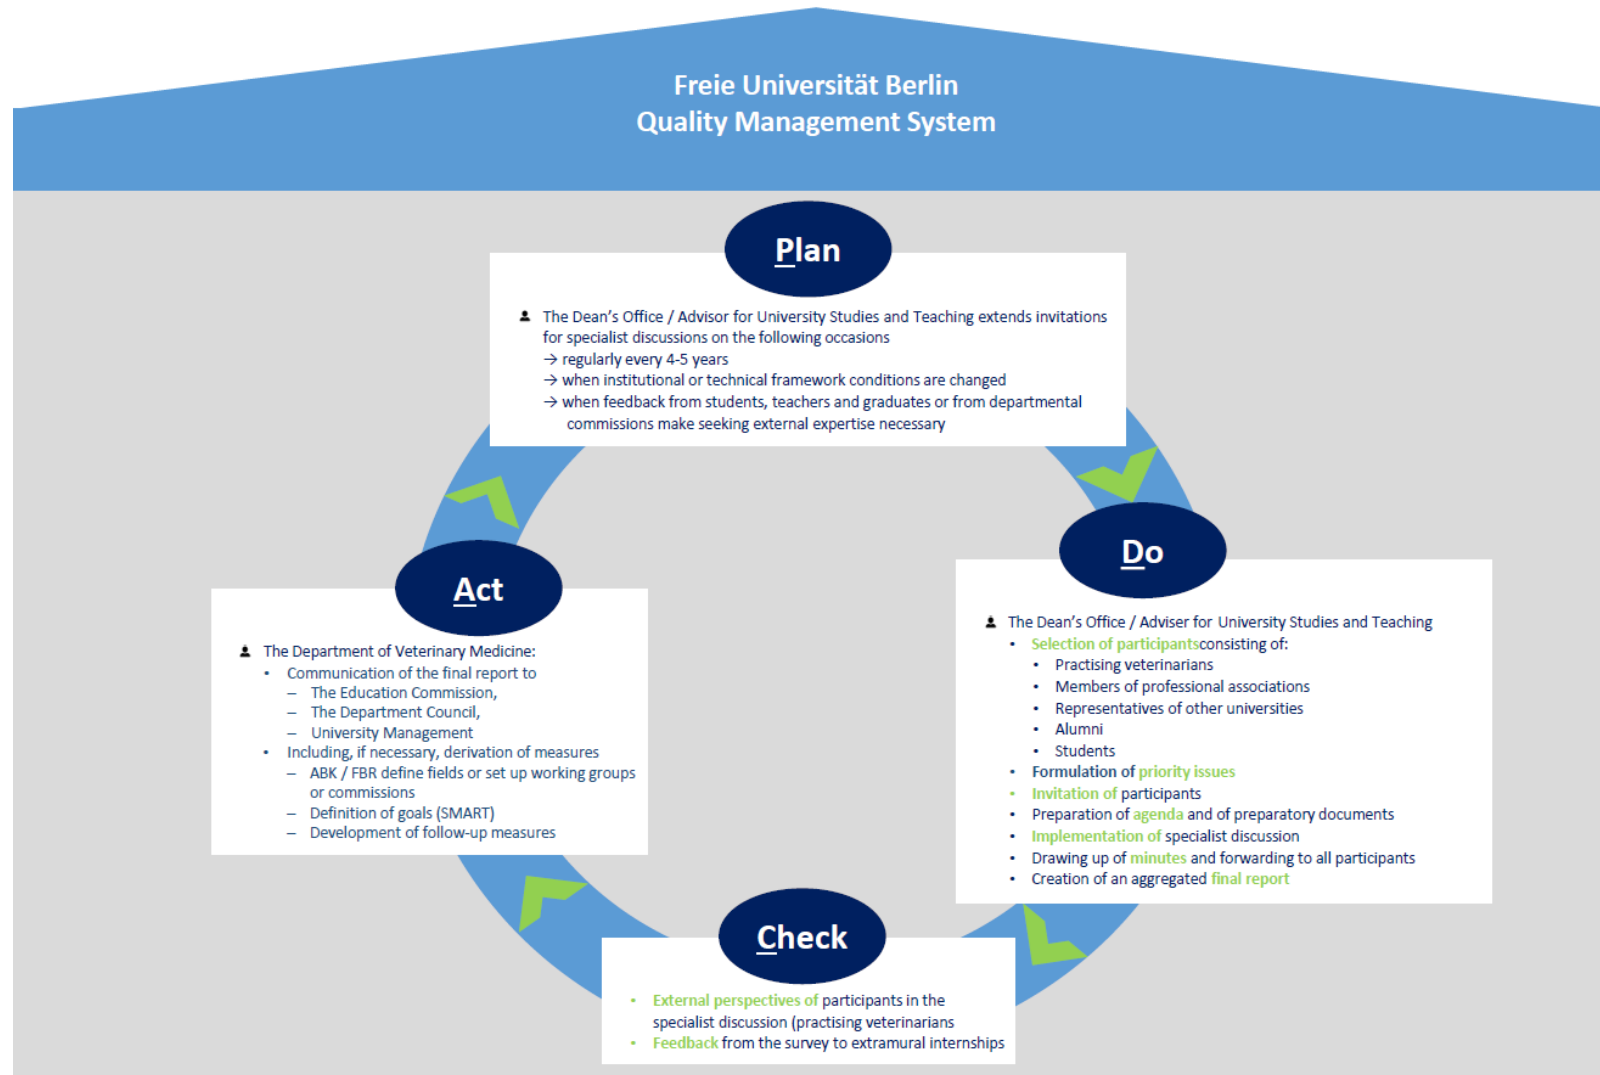 Freie Universität Berlin
Quality Management System
Plan
The Dean’s Office / Advisor for University Studies and Teaching extends invitations
for specialist discussions on the following occasions
→ regularly every 4-5 years
→ when institutional or technical framework conditions are changed
→ when feedback from students, teachers and graduates or from departmental
commissions make seeking external expertise necessary
Do
The Dean’s Office / Adviser for University Studies and Teaching
• Selection of participantsconsisting of:
• Practising veterinarians
• Members of professional associations
• Representatives of other universities
• Alumni
• Students
• Formulation of priority issues
• Invitation of participants
• Preparation of agenda and of preparatory documents
• Implementation of specialist discussion
• Drawing up of minutes and forwarding to all participants
• Creation of an aggregated final report
Check
• External perspectives of participants in the
specialist discussion (practising veterinarians
• Feedback from the survey to extramural internships
Act
The Department of Veterinary Medicine:
• Communication of the final report to
– The Education Commission,
– The Department Council,
– University Management
• Including, if necessary, derivation of measures
– ABK / FBR define fields or set up working groups
or commissions
– Definition of goals (SMART)
– Development of follow-up measures